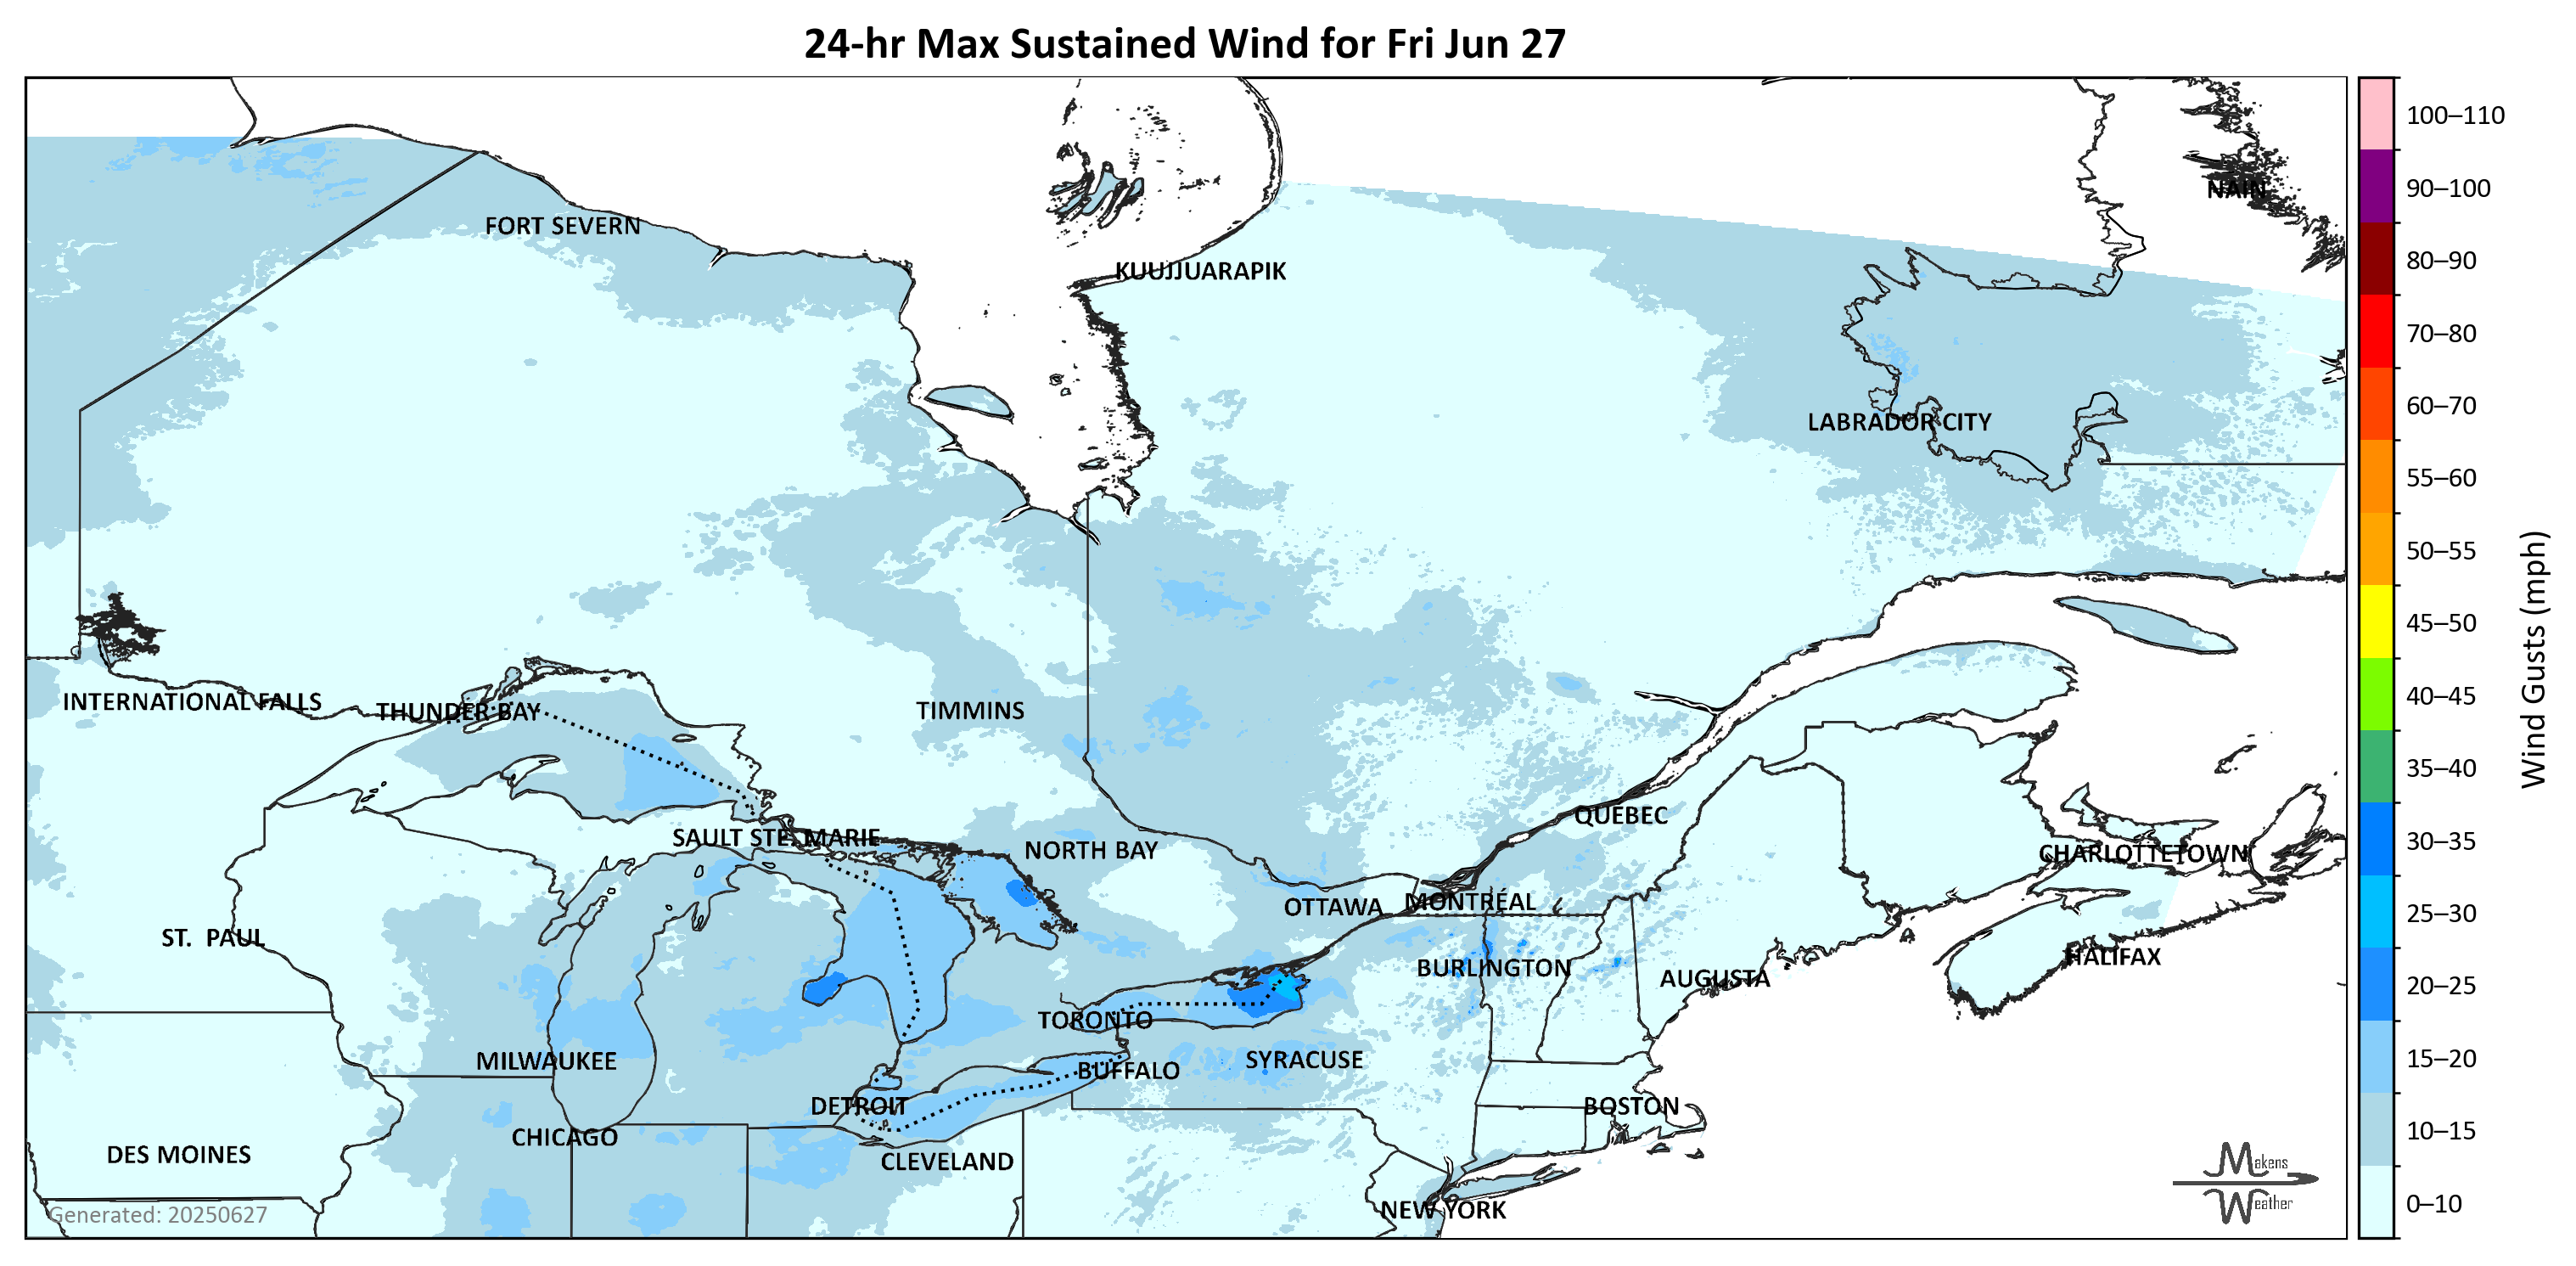 24-hr Max Sustained Wind for Fri Jun 27
100–110
90–100
NAIN
FORT SEVERN
80–90
KUUJJUARAPIK
70–80
60–70
LABRADOR CITY
55–60
50–55
45–50
Wind Gusts (mph)
40–45
INTERNATIONAL FALLS
THUNDER BAY
TIMMINS
35–40
QUEBEC
SAULT STE. MARIE
30–35
NORTH BAY
CHARLOTTETOWN
MONTRÉAL
OTTAWA
25–30
ST. PAUL
HALIFAX
BURLINGTON
AUGUSTA
20–25
TORONTO
MILWAUKEE
SYRACUSE
15–20
BUFFALO
DETROIT
BOSTON
10–15
CHICAGO
DES MOINES
CLEVELAND
Makens
Weather
0–10
NEW YORK
Generated: 20250627